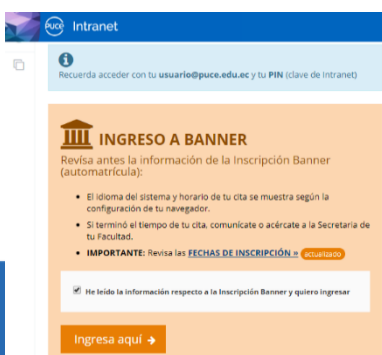 PUCE Intranet
Recuerda acceder con tu usuario@puce.edu.ec y tu PIN (clave de Intranet)
INGRESO A BANNER
Revisa antes la información de la Inscripción Banner
(automatrícula):
• El idioma del sistema y horario de tu cita se muestra según la
configuración de tu navegador.
• Si terminó el tiempo de tu cita, comunícate o acércate a la Secretaría de
tu Facultad.
• IMPORTANTE: Revisa las FECHAS DE INSCRIPCIÓN » actualizado
He leído la información respecto a la Inscripción Banner y quiero ingresar
Ingresa aquí →